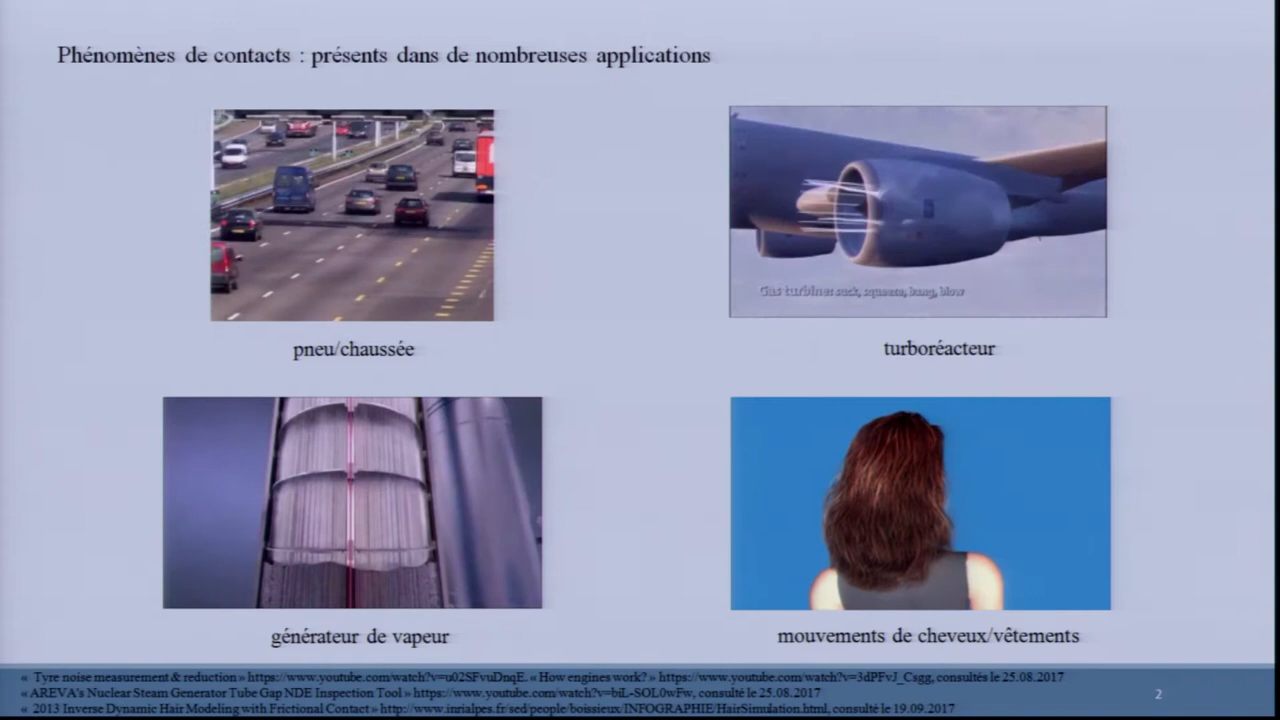 Phénomènes de contacts : présents dans de nombreuses applications
Gas turbine: suck, squeeze, bang, blow
pneu/chaussée
turboréacteur
générateur de vapeur
mouvements de cheveux/vêtements
« Tyre noise measurement & reduction » https://www.youtube.com/watch?v=u02SFvuDnqE. « How engines work? » https://www.youtube.com/watch?v=3dPFvJ_Csgg, consultés le 25.08.2017
« AREVA's Nuclear Steam Generator Tube Gap NDE Inspection Tool » https://www.youtube.com/watch?v=biL-SOL0wFw, consulté le 25.08.2017
« 2013 Inverse Dynamic Hair Modeling with Frictional Contact » http://www.inrialpes.fr/sed/people/boissieux/INFOGRAPHIE/HairSimulation.html, consulté le 19.09.2017
2